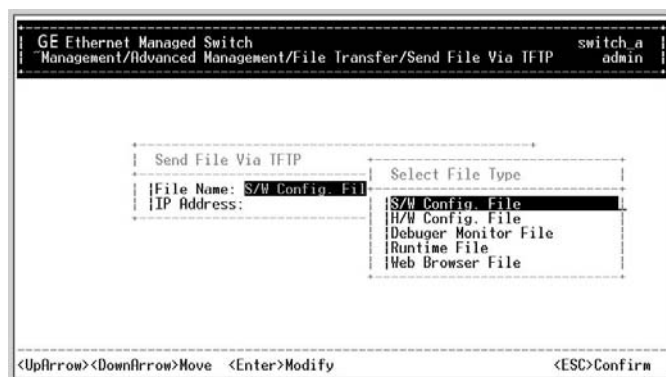 GE Ethernet Managed Switch switch_a
Management/Advanced Management/File Transfer/Send File Via TFTP admin
Send File Via TFTP
Select File Type
File Name: S/W Config. Fil
IP Address:
S/W Config. File
H/W Config. File
Debuger Monitor File
Runtime File
Web Browser File
<UpArrow><DownArrow>Move <Enter>Modify <ESC>Confirm